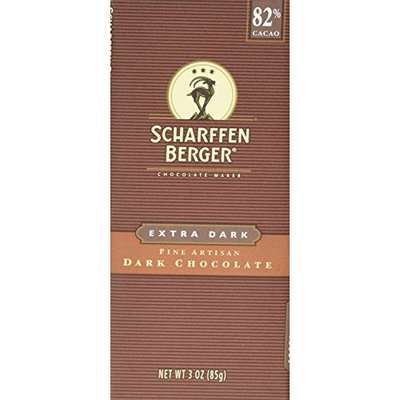 82%
CACAO
SCHARFFEN
BERGER®
CHOCOLATE MAKER
EXTRA DARK
FINE ARTISAN
DARK CHOCOLATE
NET WT 3 OZ (85g)